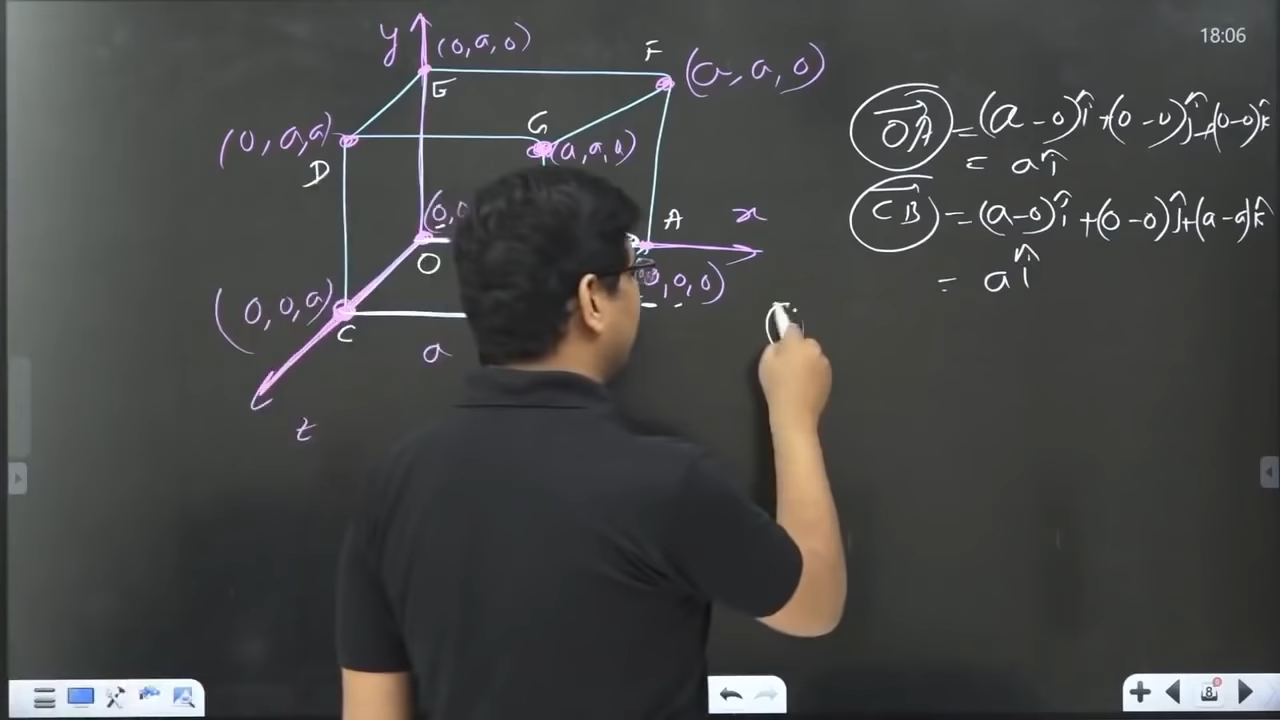 18:06
y
(0,a,0)
E
F
(a,a,0)
(0,a,a)
D
G
(a,a,a)
O
A
x
(0,0,a)
C
a
z
OA = (a-0)î+(0-0)ĵ+(0-0)k̂
= aî
CB = (a-0)î+(0-0)ĵ+(a-a)k̂
= aî
8